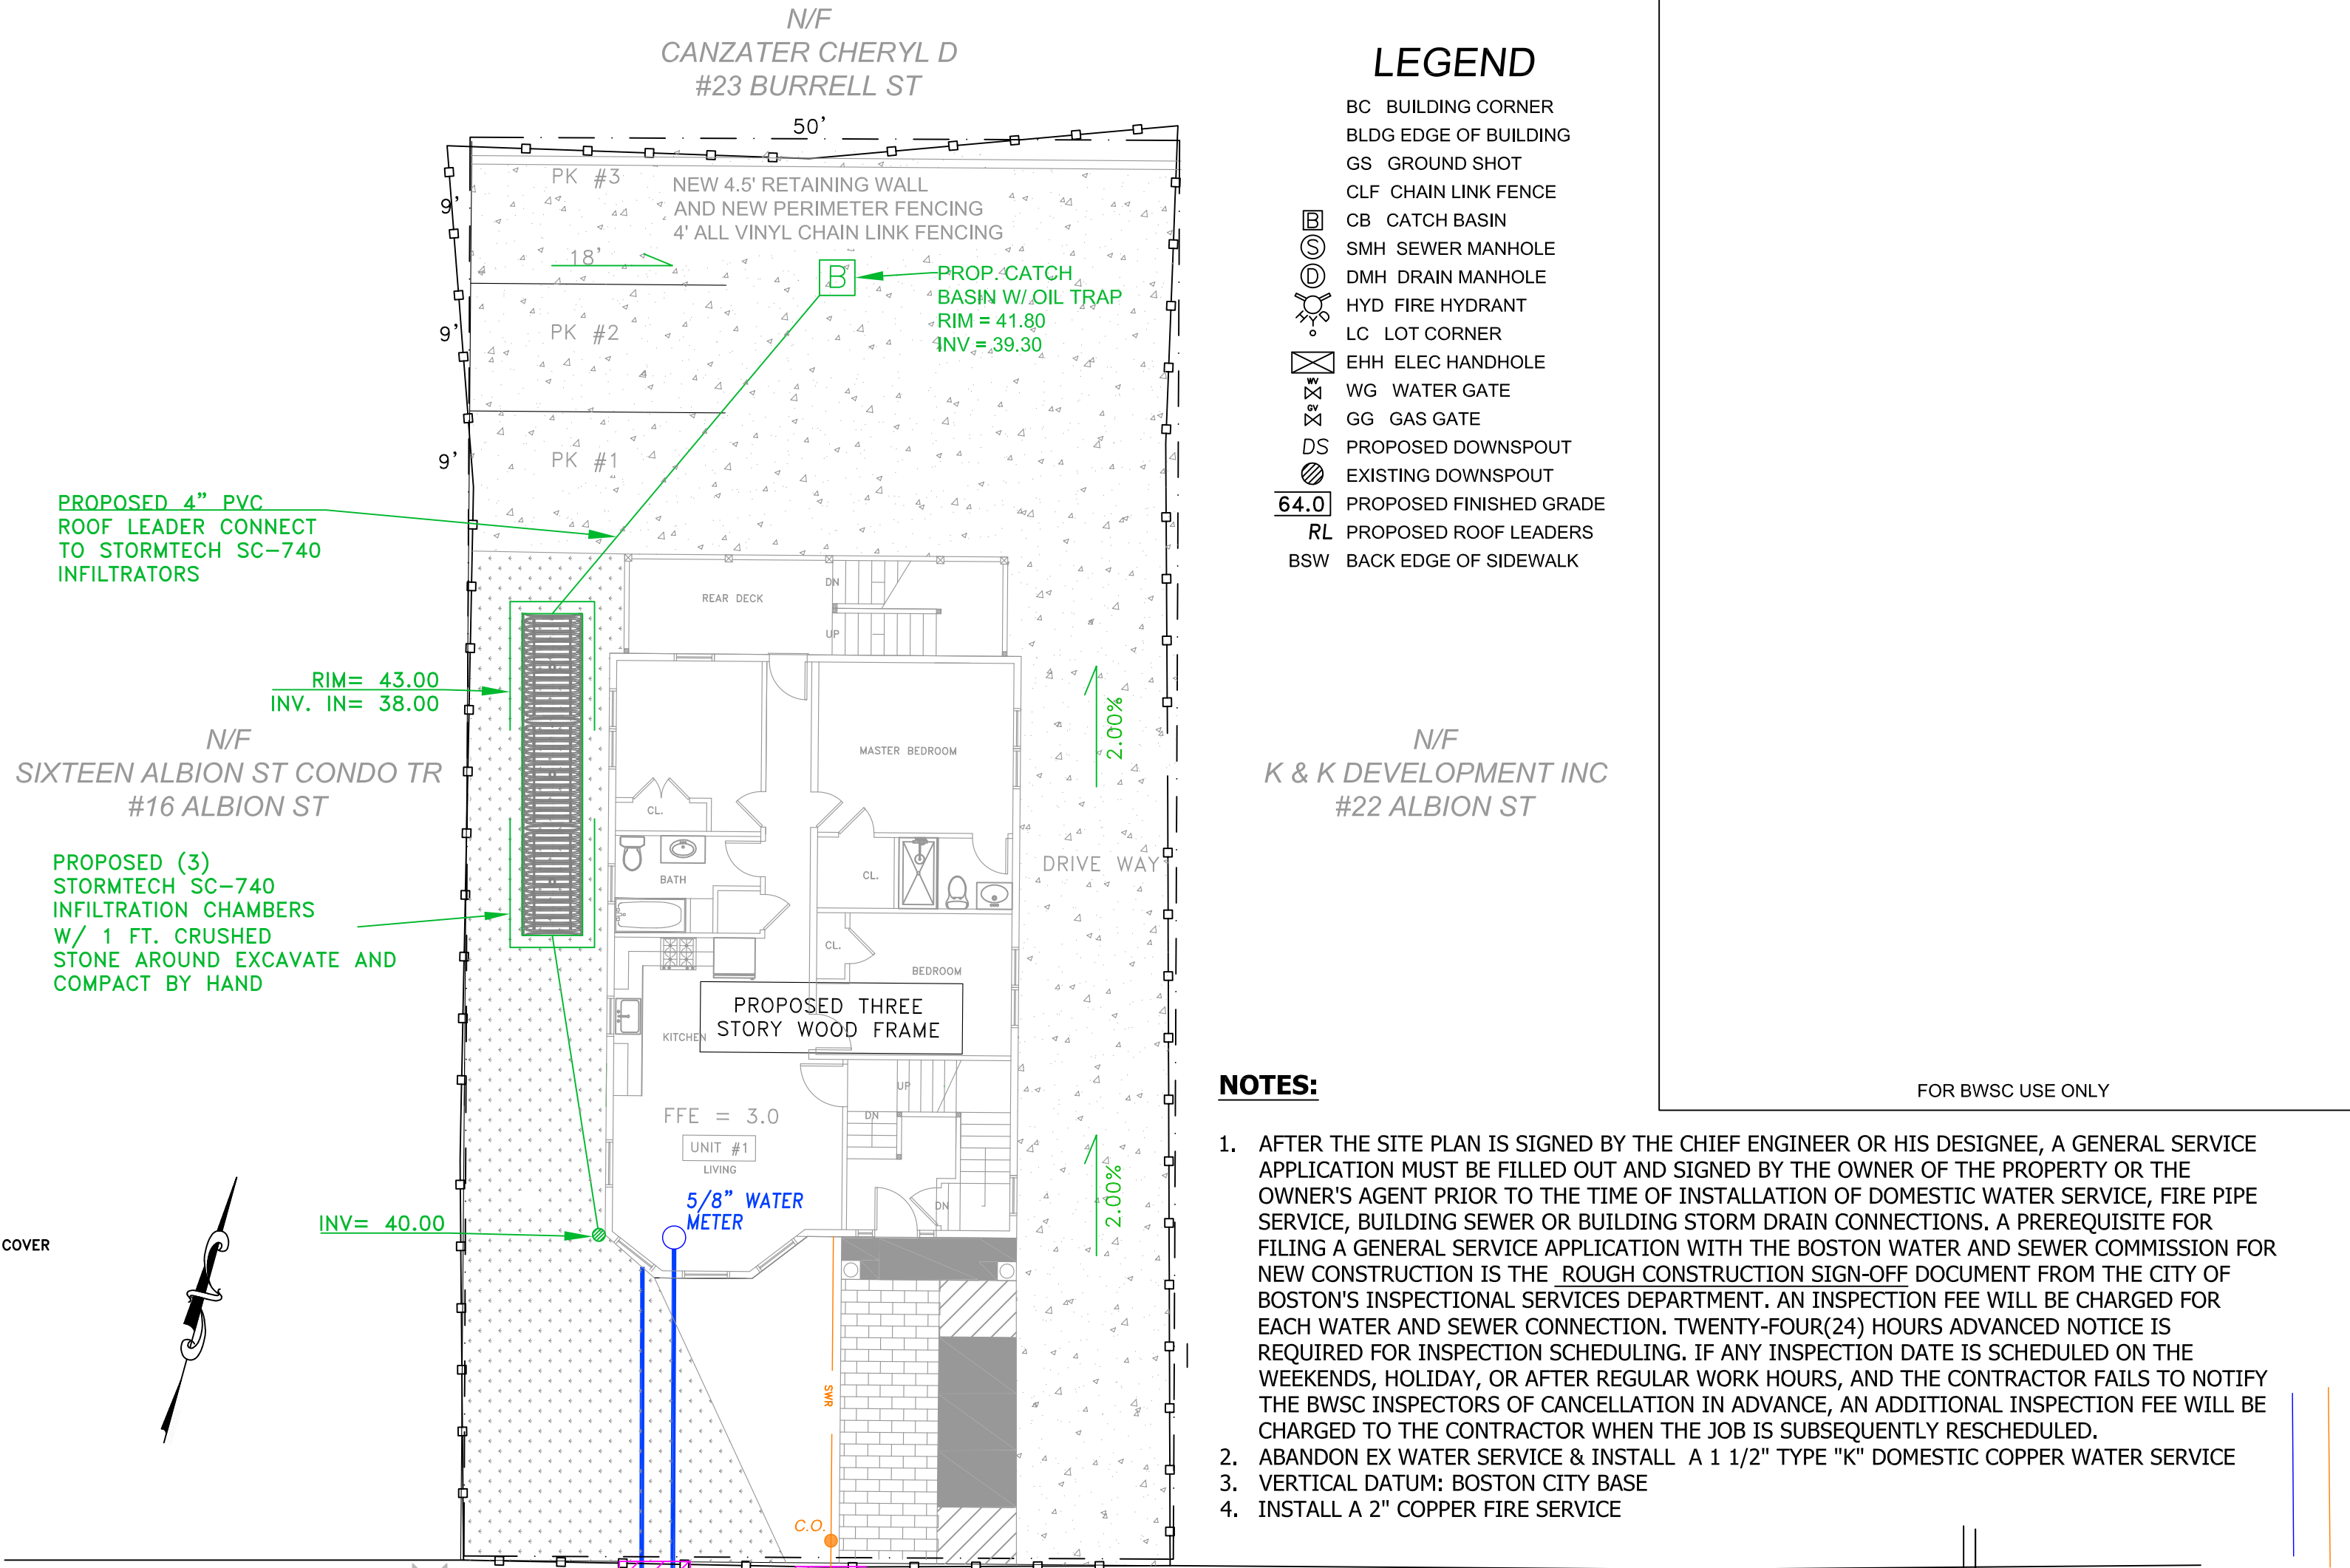 N/F
CANZATER CHERYL D
#23 BURRELL ST
50'
PK #3
9'
NEW 4.5' RETAINING WALL
AND NEW PERIMETER FENCING
4' ALL VINYL CHAIN LINK FENCING
18'
B
PROP. CATCH
BASIN W/ OIL TRAP
RIM = 41.80
INV = 39.30
PK #2
9'
PK #1
9'
PROPOSED 4" PVC
ROOF LEADER CONNECT
TO STORMTECH SC-740
INFILTRATORS
RIM= 43.00
INV. IN= 38.00
N/F
SIXTEEN ALBION ST CONDO TR
#16 ALBION ST
PROPOSED (3)
STORMTECH SC-740
INFILTRATION CHAMBERS
W/ 1 FT. CRUSHED
STONE AROUND EXCAVATE AND
COMPACT BY HAND
INV= 40.00
COVER
REAR DECK
DN
UP
MASTER BEDROOM
CL.
BATH
CL.
CL.
BEDROOM
PROPOSED THREE
STORY WOOD FRAME
KITCHEN
UP
DN
FFE = 3.0
UNIT #1
LIVING
DN
5/8" WATER
METER
SWR
C.O.
2.00%
DRIVE WAY
2.00%
N/F
K & K DEVELOPMENT INC
#22 ALBION ST
LEGEND
BC BUILDING CORNER
BLDG EDGE OF BUILDING
GS GROUND SHOT
CLF CHAIN LINK FENCE
B CB CATCH BASIN
S SMH SEWER MANHOLE
D DMH DRAIN MANHOLE
HYD FIRE HYDRANT
LC LOT CORNER
EHH ELEC HANDHOLE
WV WG WATER GATE
GV GG GAS GATE
DS PROPOSED DOWNSPOUT
EXISTING DOWNSPOUT
64.0 PROPOSED FINISHED GRADE
RL PROPOSED ROOF LEADERS
BSW BACK EDGE OF SIDEWALK
FOR BWSC USE ONLY
NOTES:
1. AFTER THE SITE PLAN IS SIGNED BY THE CHIEF ENGINEER OR HIS DESIGNEE, A GENERAL SERVICE
APPLICATION MUST BE FILLED OUT AND SIGNED BY THE OWNER OF THE PROPERTY OR THE
OWNER'S AGENT PRIOR TO THE TIME OF INSTALLATION OF DOMESTIC WATER SERVICE, FIRE PIPE
SERVICE, BUILDING SEWER OR BUILDING STORM DRAIN CONNECTIONS. A PREREQUISITE FOR
FILING A GENERAL SERVICE APPLICATION WITH THE BOSTON WATER AND SEWER COMMISSION FOR
NEW CONSTRUCTION IS THE ROUGH CONSTRUCTION SIGN-OFF DOCUMENT FROM THE CITY OF
BOSTON'S INSPECTIONAL SERVICES DEPARTMENT. AN INSPECTION FEE WILL BE CHARGED FOR
EACH WATER AND SEWER CONNECTION. TWENTY-FOUR(24) HOURS ADVANCED NOTICE IS
REQUIRED FOR INSPECTION SCHEDULING. IF ANY INSPECTION DATE IS SCHEDULED ON THE
WEEKENDS, HOLIDAY, OR AFTER REGULAR WORK HOURS, AND THE CONTRACTOR FAILS TO NOTIFY
THE BWSC INSPECTORS OF CANCELLATION IN ADVANCE, AN ADDITIONAL INSPECTION FEE WILL BE
CHARGED TO THE CONTRACTOR WHEN THE JOB IS SUBSEQUENTLY RESCHEDULED.
2. ABANDON EX WATER SERVICE & INSTALL A 1 1/2" TYPE "K" DOMESTIC COPPER WATER SERVICE
3. VERTICAL DATUM: BOSTON CITY BASE
4. INSTALL A 2" COPPER FIRE SERVICE